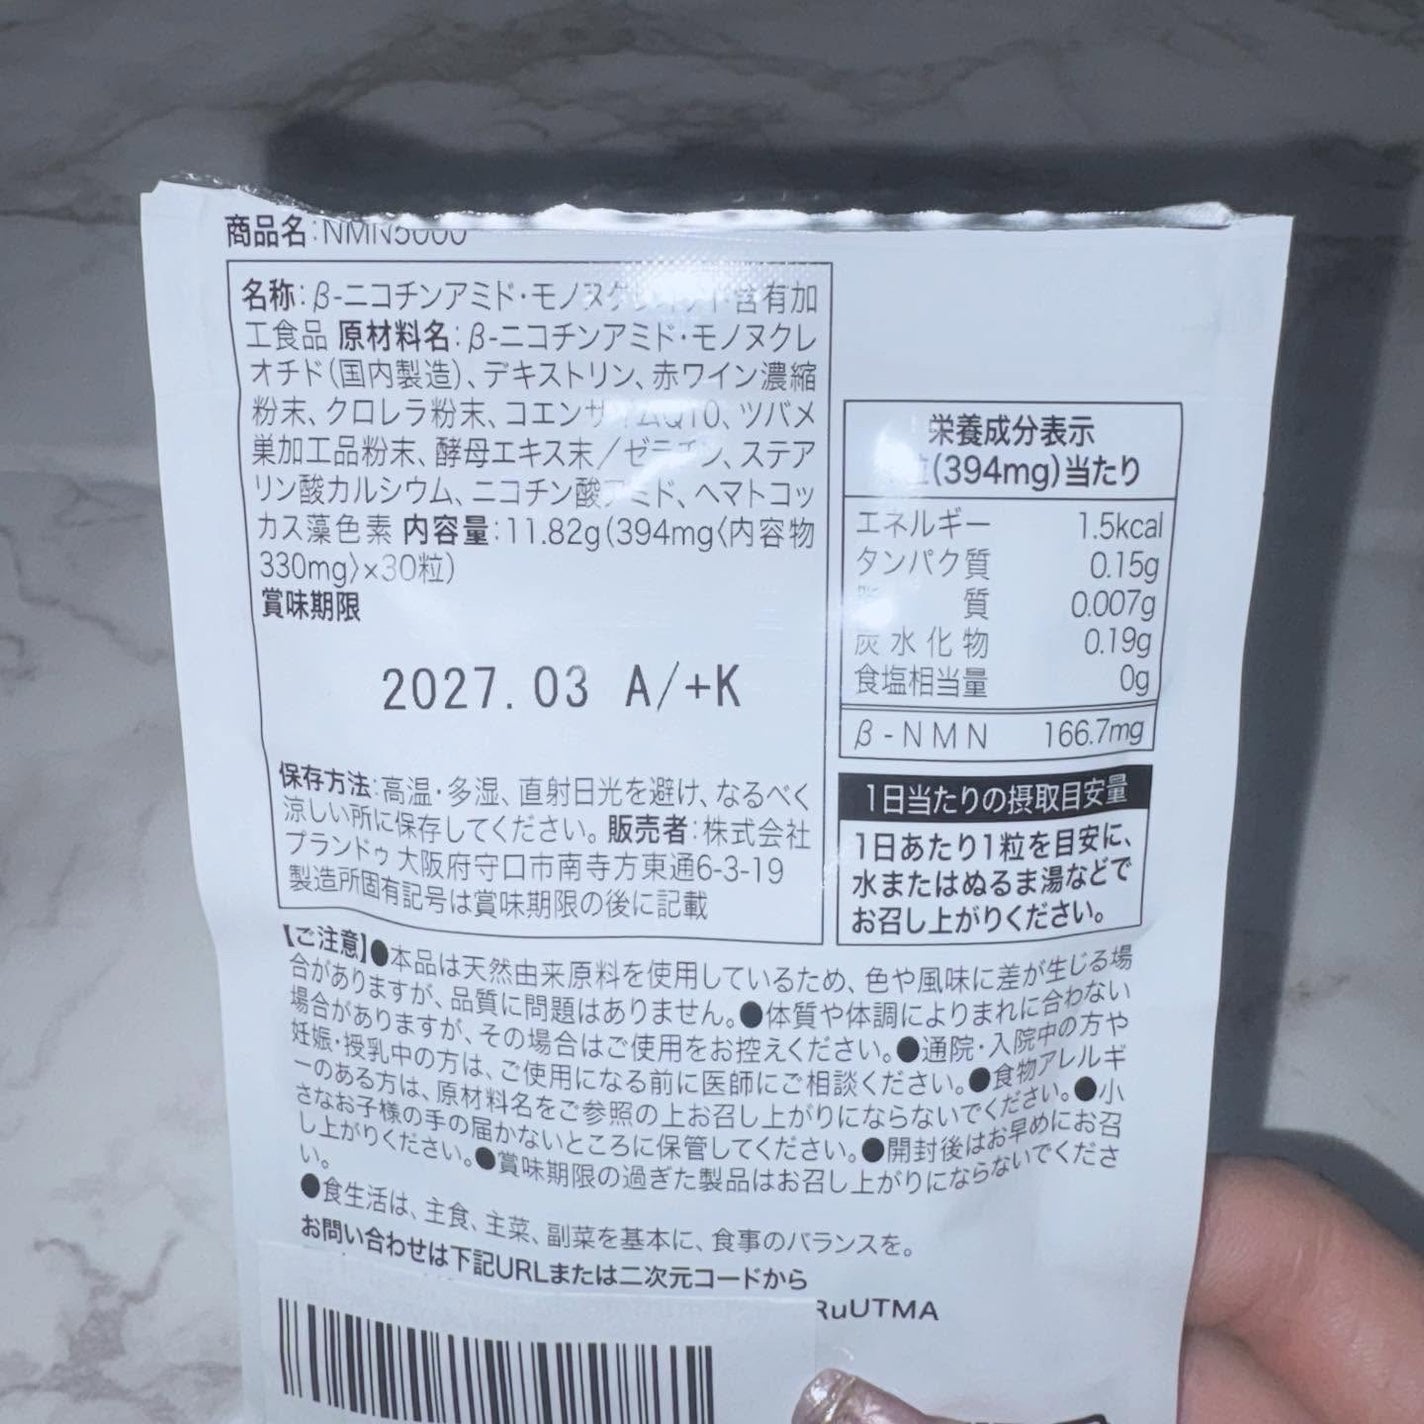 商品名:NMN5000
名称:β-ニコチンアミド・モノヌクレオチド含有加
工食品 原材料名:β-ニコチンアミド・モノヌクレ
オチド(国内製造)、デキストリン、赤ワイン濃縮
粉末、クロレラ粉末、コエンザイムQ10、ツバメ
巣加工品粉末、酵母エキス末/ゼラチン、ステア
リン酸カルシウム、ニコチン酸アミド、ヘマトコッ
カス藻色素 内容量:11.82g(394mg〈内容物
330mg〉×30粒)
賞味期限
2027.03 A/+K
保存方法:高温・多湿、直射日光を避け、なるべく
涼しい所に保存してください。販売者:株式会社
プランドゥ 大阪府守口市南寺方東通6-3-19
製造所固有記号は賞味期限の後に記載
栄養成分表示
粒(394mg)当たり
エネルギー 1.5kcal
タンパク質 0.15g
脂質 0.007g
炭水化物 0.19g
食塩相当量 0g
β-NMN 166.7mg
1日当たりの摂取目安量
1日あたり1粒を目安に、
水またはぬるま湯などで
お召し上がりください。
【ご注意】●本品は天然由来原料を使用しているため、色や風味に差が生じる場
合がありますが、品質に問題はありません。●体質や体調によりまれに合わない
場合がありますが、その場合はご使用をお控えください。●通院・入院中の方や
妊娠・授乳中の方は、ご使用になる前に医師にご相談ください。●食物アレルギ
ーのある方は、原材料名をご参照の上お召し上がりにならないでください。●小
さなお子様の手の届かないところに保管してください。●開封後はお早めにお召
し上がりください。●賞味期限の過ぎた製品はお召し上がりにならないでくださ
い。
●食生活は、主食、主菜、副菜を基本に、食事のバランスを。
お問い合わせは下記URLまたは二次元コードから
RuUTMA